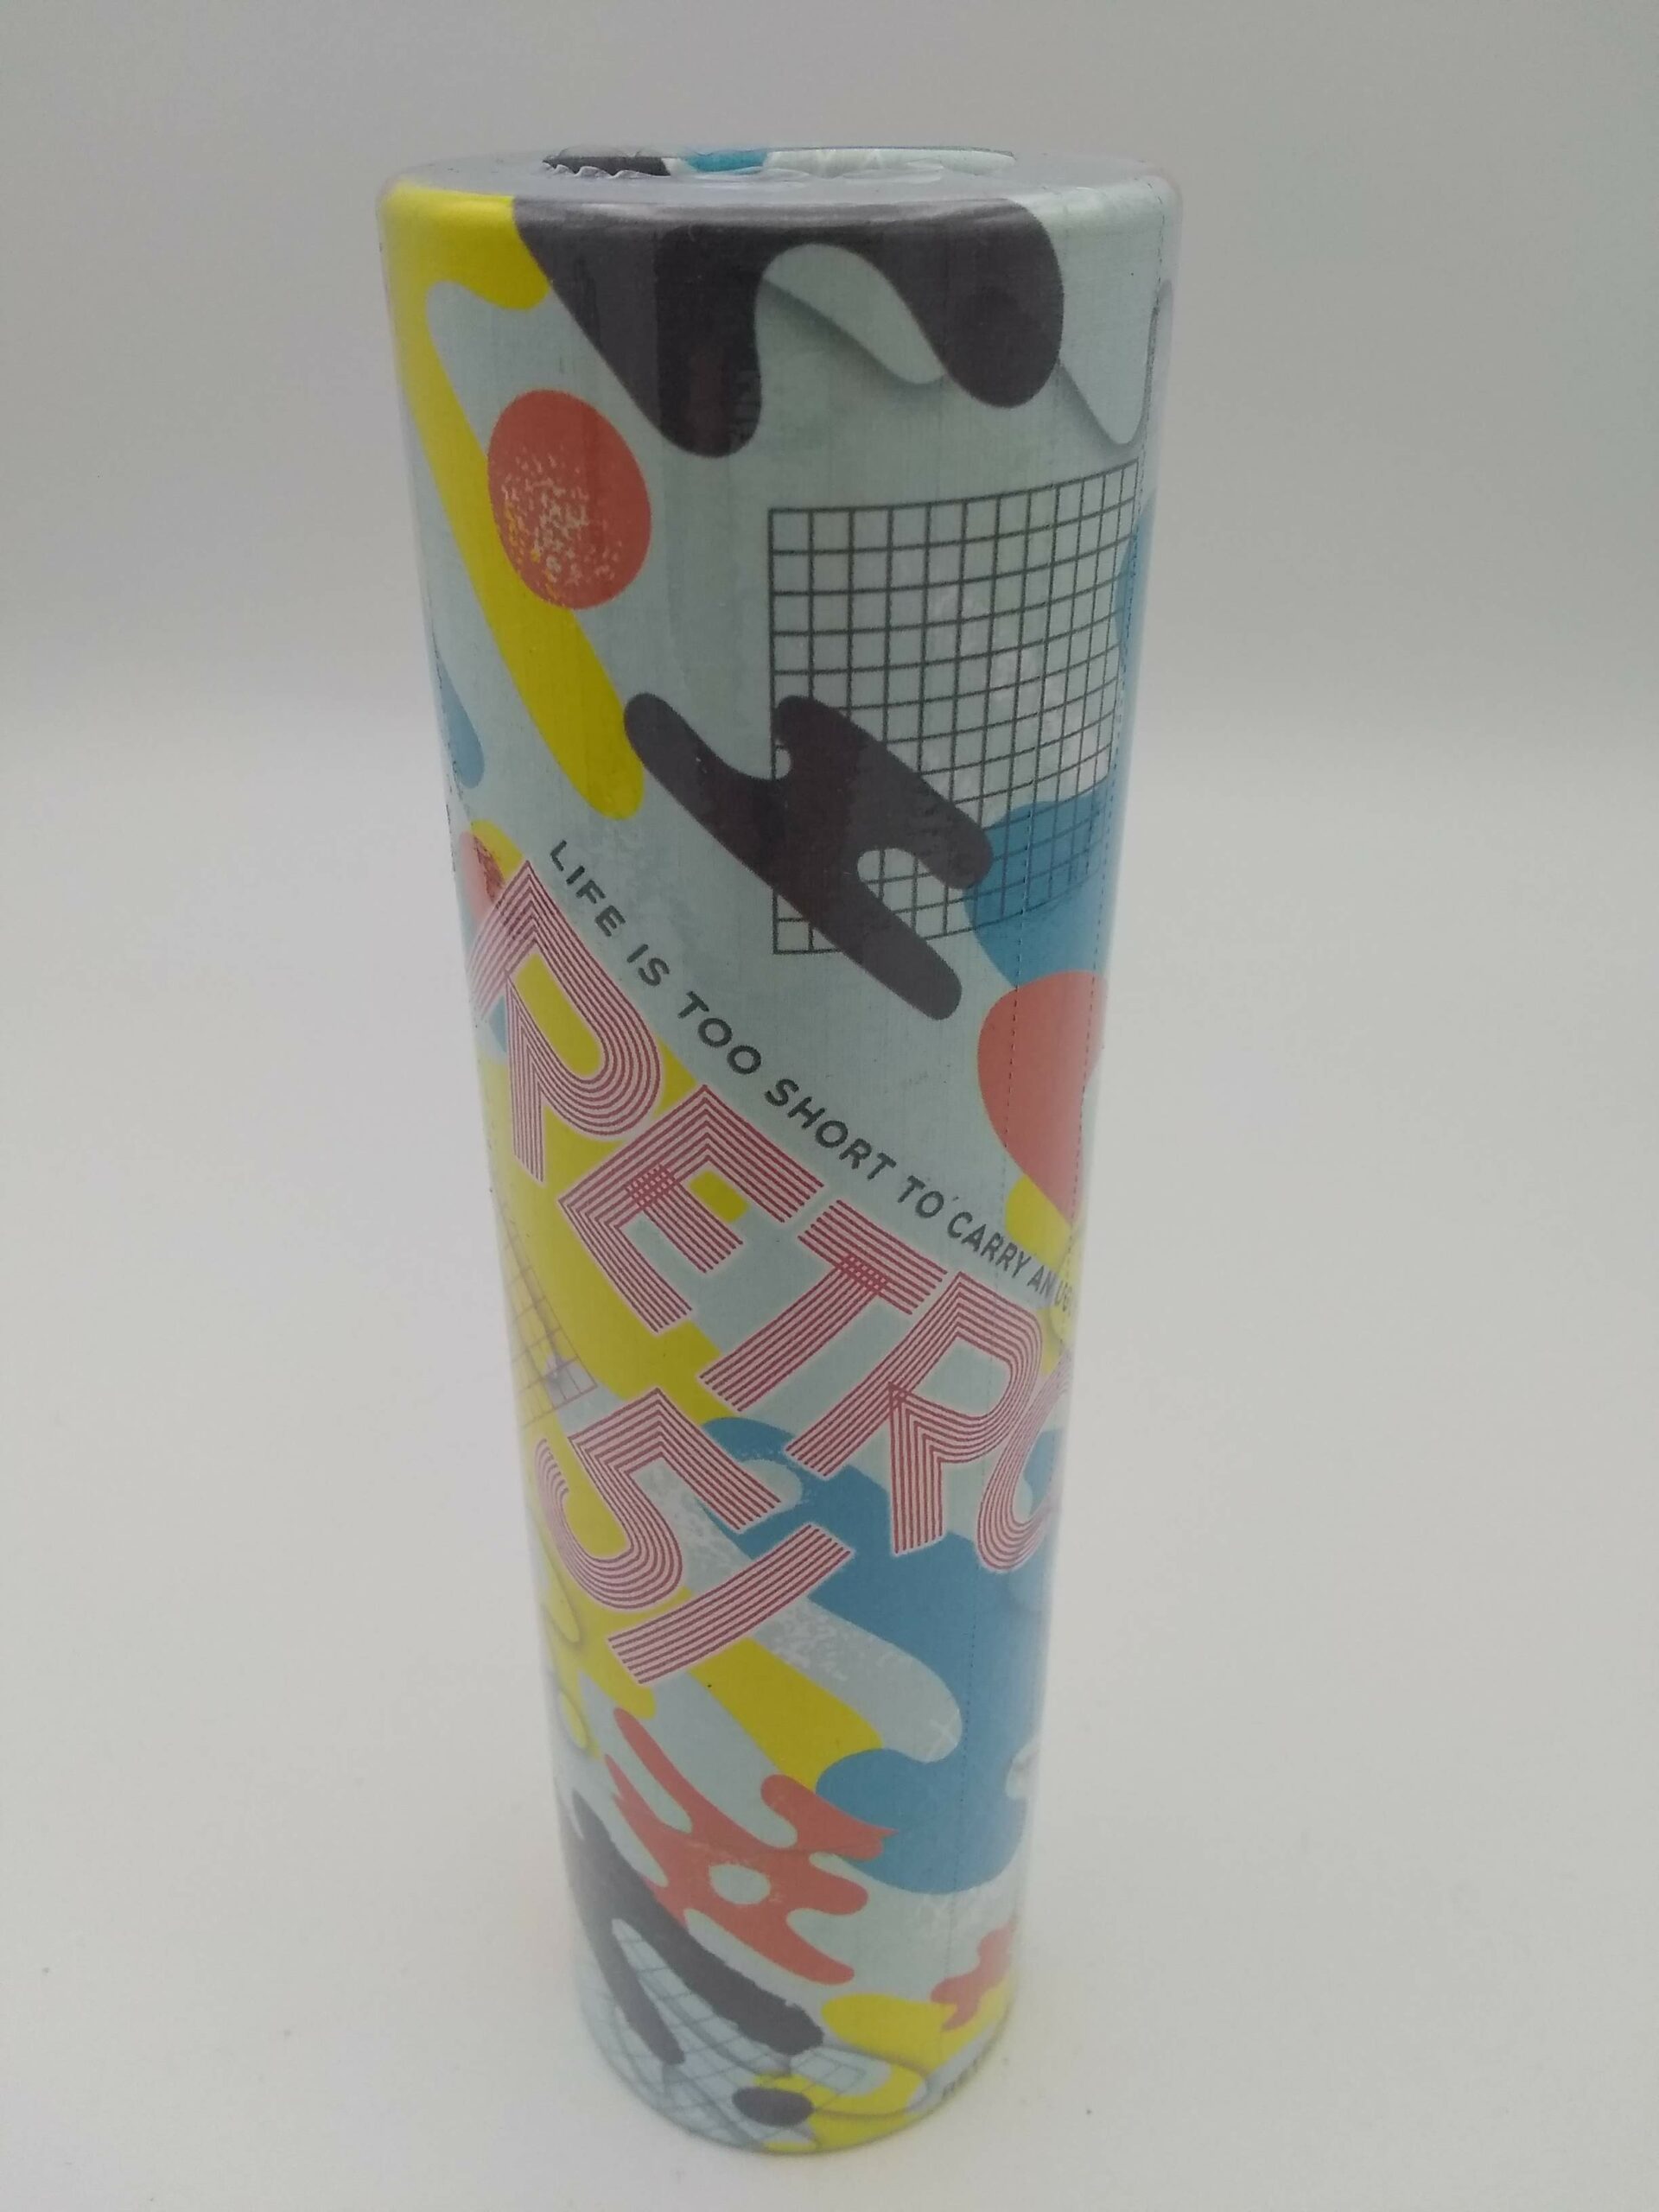 LIFE IS TOO SHORT TO CARRY AN
RETRO
51